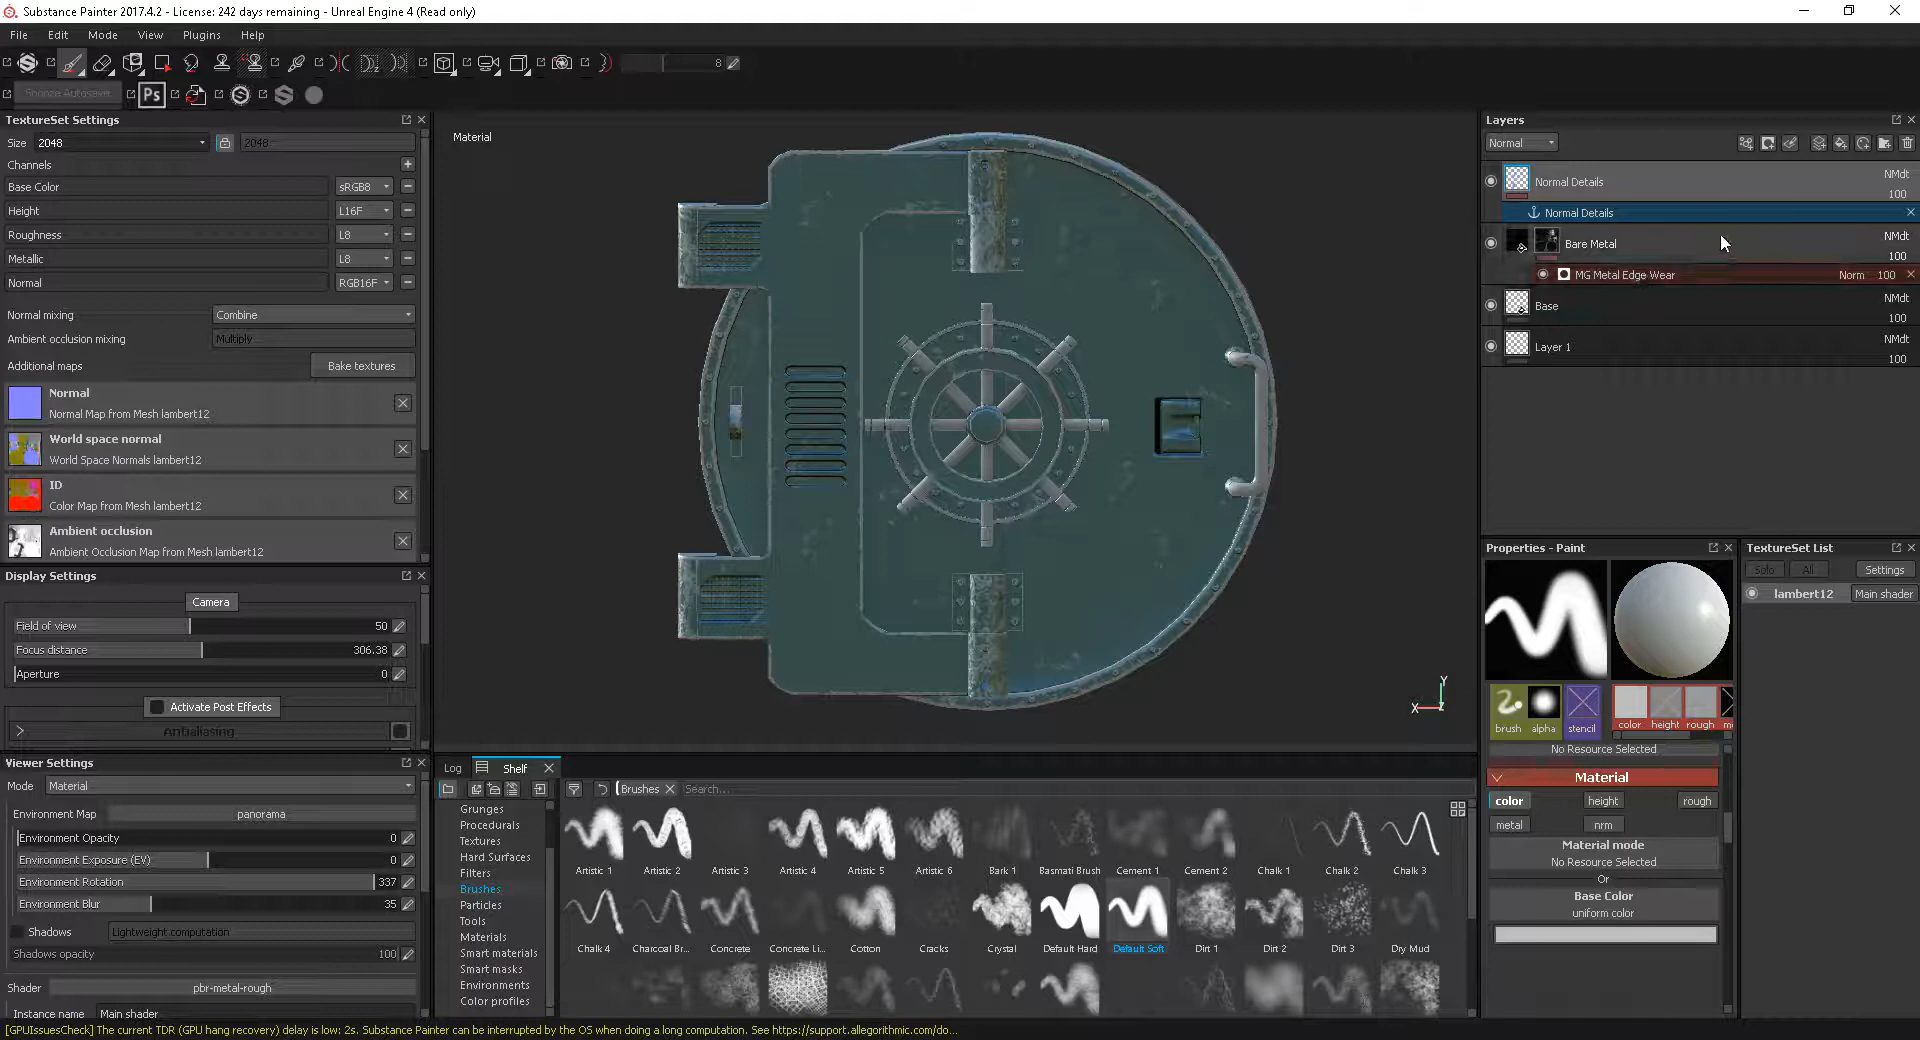 Substance Painter 2017.4.2 - License: 242 days remaining - Unreal Engine 4 (Read only)
File Edit Mode View Plugins Help
8
Snooze Autosave
Ps
TextureSet Settings
Size 2048 2048
Channels
Base Color sRGB8
Height L16F
Roughness L8
Metallic L8
Normal RGB16F
Normal mixing Combine
Ambient occlusion mixing Multiply
Additional maps Bake textures
Normal
Normal Map from Mesh lambert12
World space normal
World Space Normals lambert12
ID
Color Map from Mesh lambert12
Ambient occlusion
Ambient Occlusion Map from Mesh lambert12
Display Settings
Camera
Field of view 50
Focus distance 306.38
Aperture 0
Activate Post Effects
Antialiasing
Viewer Settings
Mode Material
Environment Map panorama
Environment Opacity 0
Environment Exposure (EV) 0
Environment Rotation 337
Environment Blur 35
Shadows Lightweight computation
Shadows opacity 100
Shader pbr-metal-rough
Instance name Main shader
Material
Y
X Z
Log Shelf
Brushes Search...
Grunges
Procedurals
Textures
Hard Surfaces
Filters
Brushes
Particles
Tools
Materials
Smart materials
Smart masks
Environments
Color profiles
Artistic 1 Artistic 2 Artistic 3 Artistic 4 Artistic 5 Artistic 6 Bark 1 Basmati Brush Cement 1 Cement 2 Chalk 1 Chalk 2 Chalk 3
Chalk 4 Charcoal Br... Concrete Concrete Li... Cotton Cracks Crystal Default Hard Default Soft Dirt 1 Dirt 2 Dirt 3 Dry Mud
Layers
Normal
Normal Details NMdt
100
Normal Details
Bare Metal NMdt
100
MG Metal Edge Wear Norm 100
Base NMdt
100
Layer 1 NMdt
100
Properties - Paint
brush alpha stencil color height rough m
No Resource Selected
Material
color height rough
metal nrm
Material mode
No Resource Selected
Or
Base Color
uniform color
TextureSet List
Solo All Settings
lambert12 Main shader
[GPUIssuesCheck] The current TDR (GPU hang recovery) delay is low: 2s. Substance Painter can be interrupted by the OS when doing a long computation. See https://support.allegorithmic.com/do...